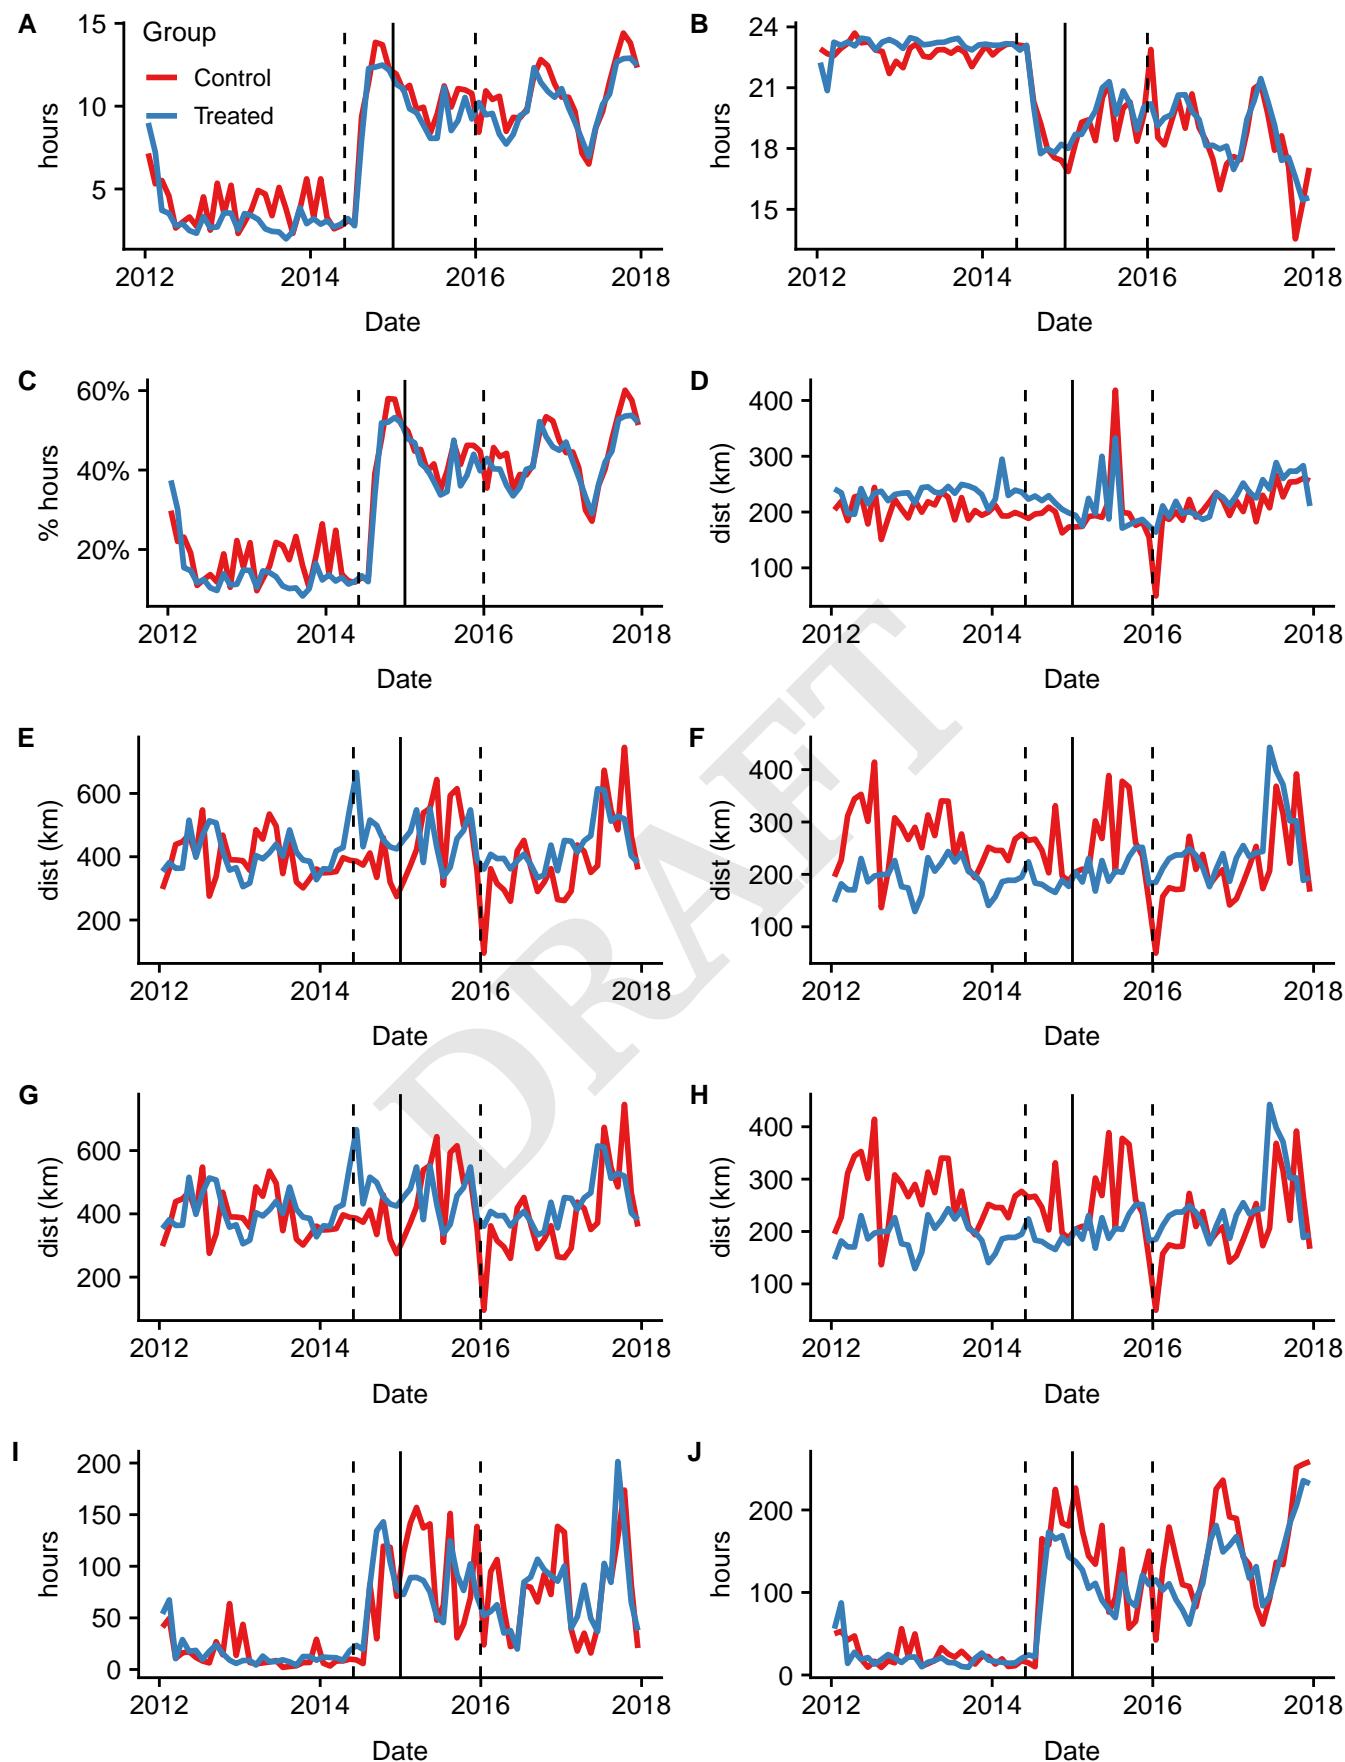 A
B
Group
Control
Treated
15
10
5
hours
2012
2014
2016
2018
Date
24
21
18
15
hours
2012
2014
2016
2018
Date
C
D
60%
40%
20%
% hours
2012
2014
2016
2018
Date
400
300
200
100
dist (km)
2012
2014
2016
2018
Date
E
F
600
400
200
dist (km)
2012
2014
2016
2018
Date
400
300
200
100
dist (km)
2012
2014
2016
2018
Date
DRAFT
G
H
600
400
200
dist (km)
2012
2014
2016
2018
Date
400
300
200
100
dist (km)
2012
2014
2016
2018
Date
I
J
200
150
100
50
0
hours
2012
2014
2016
2018
Date
200
100
0
hours
2012
2014
2016
2018
Date